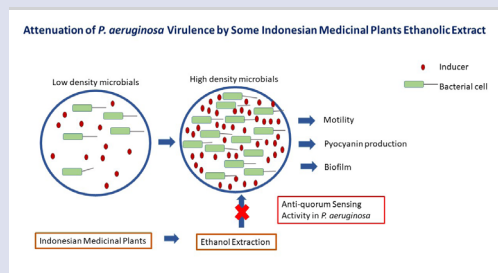 Attenuation of P. aeruginosa Virulence by Some Indonesian Medicinal Plants Ethanolic Extract
Low density microbials
High density microbials
Inducer
Bacterial cell
Motility
Pyocyanin production
Biofilm
Anti-quorum Sensing
Activity in P. aeruginosa
Indonesian Medicinal Plants
Ethanol Extraction